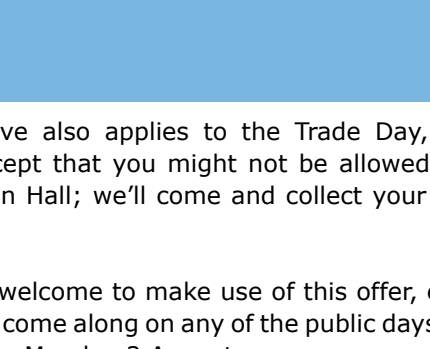 ve also applies to the Trade Day,
cept that you might not be allowed
n Hall; we'll come and collect your
welcome to make use of this offer,
come along on any of the public days